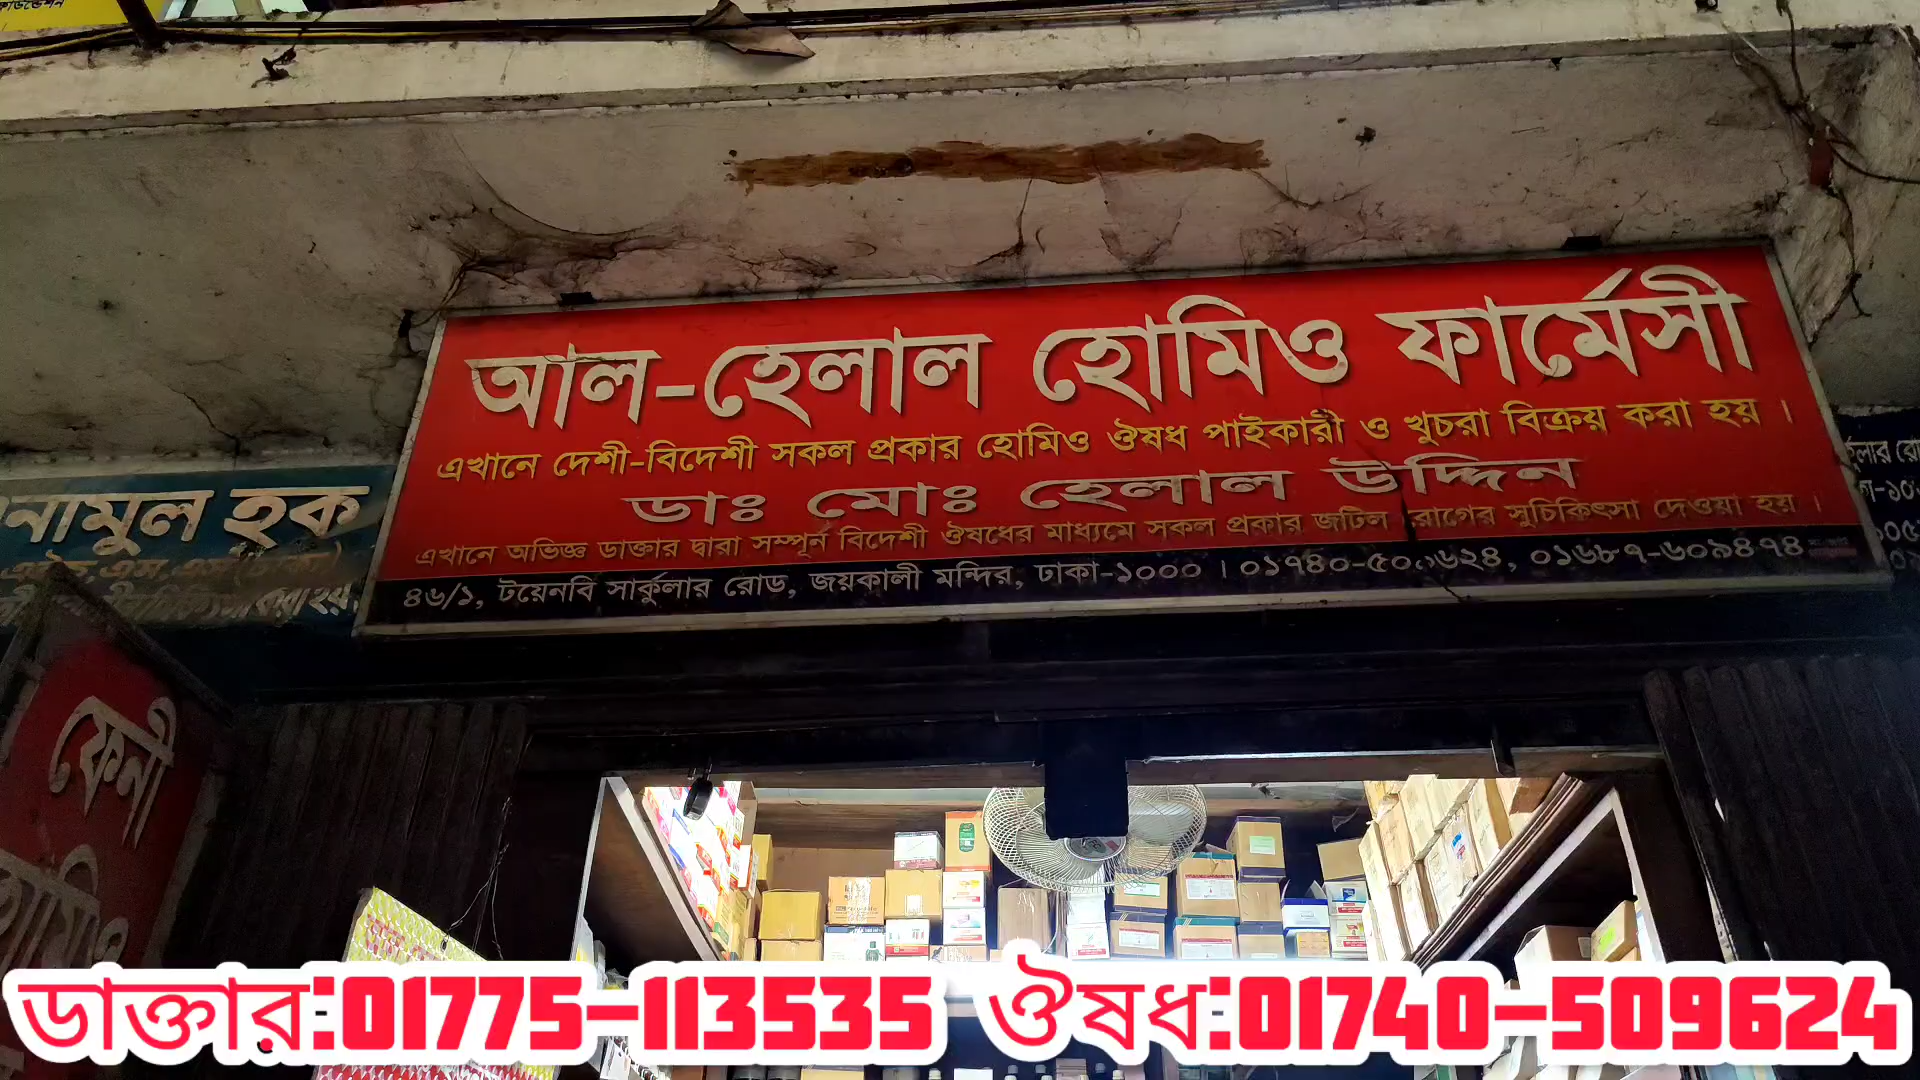 আল-হেলাল হোমিও ফার্মেসী
এখানে দেশী-বিদেশী সকল প্রকার হোমিও ঔষধ পাইকারী ও খুচরা বিক্রয় করা হয় ।
ডাঃ মোঃ হেলাল উদ্দিন
এখানে অভিজ্ঞ ডাক্তার দ্বারা সম্পূর্ন বিদেশী ঔষধের মাধ্যমে সকল প্রকার জটিল রোগের সুচিকিৎসা দেওয়া হয় ।
৪৬/১, টয়েনবি সার্কুলার রোড, জয়কালী মন্দির, ঢাকা-১০০০ । ০১৭৪০-৫০৯৬২৪, ০১৬৮৭-৬০৯৪৭৪
নামুল হক
ফেনী
ডাক্তার:01775-113535 ঔষধ:01740-509624